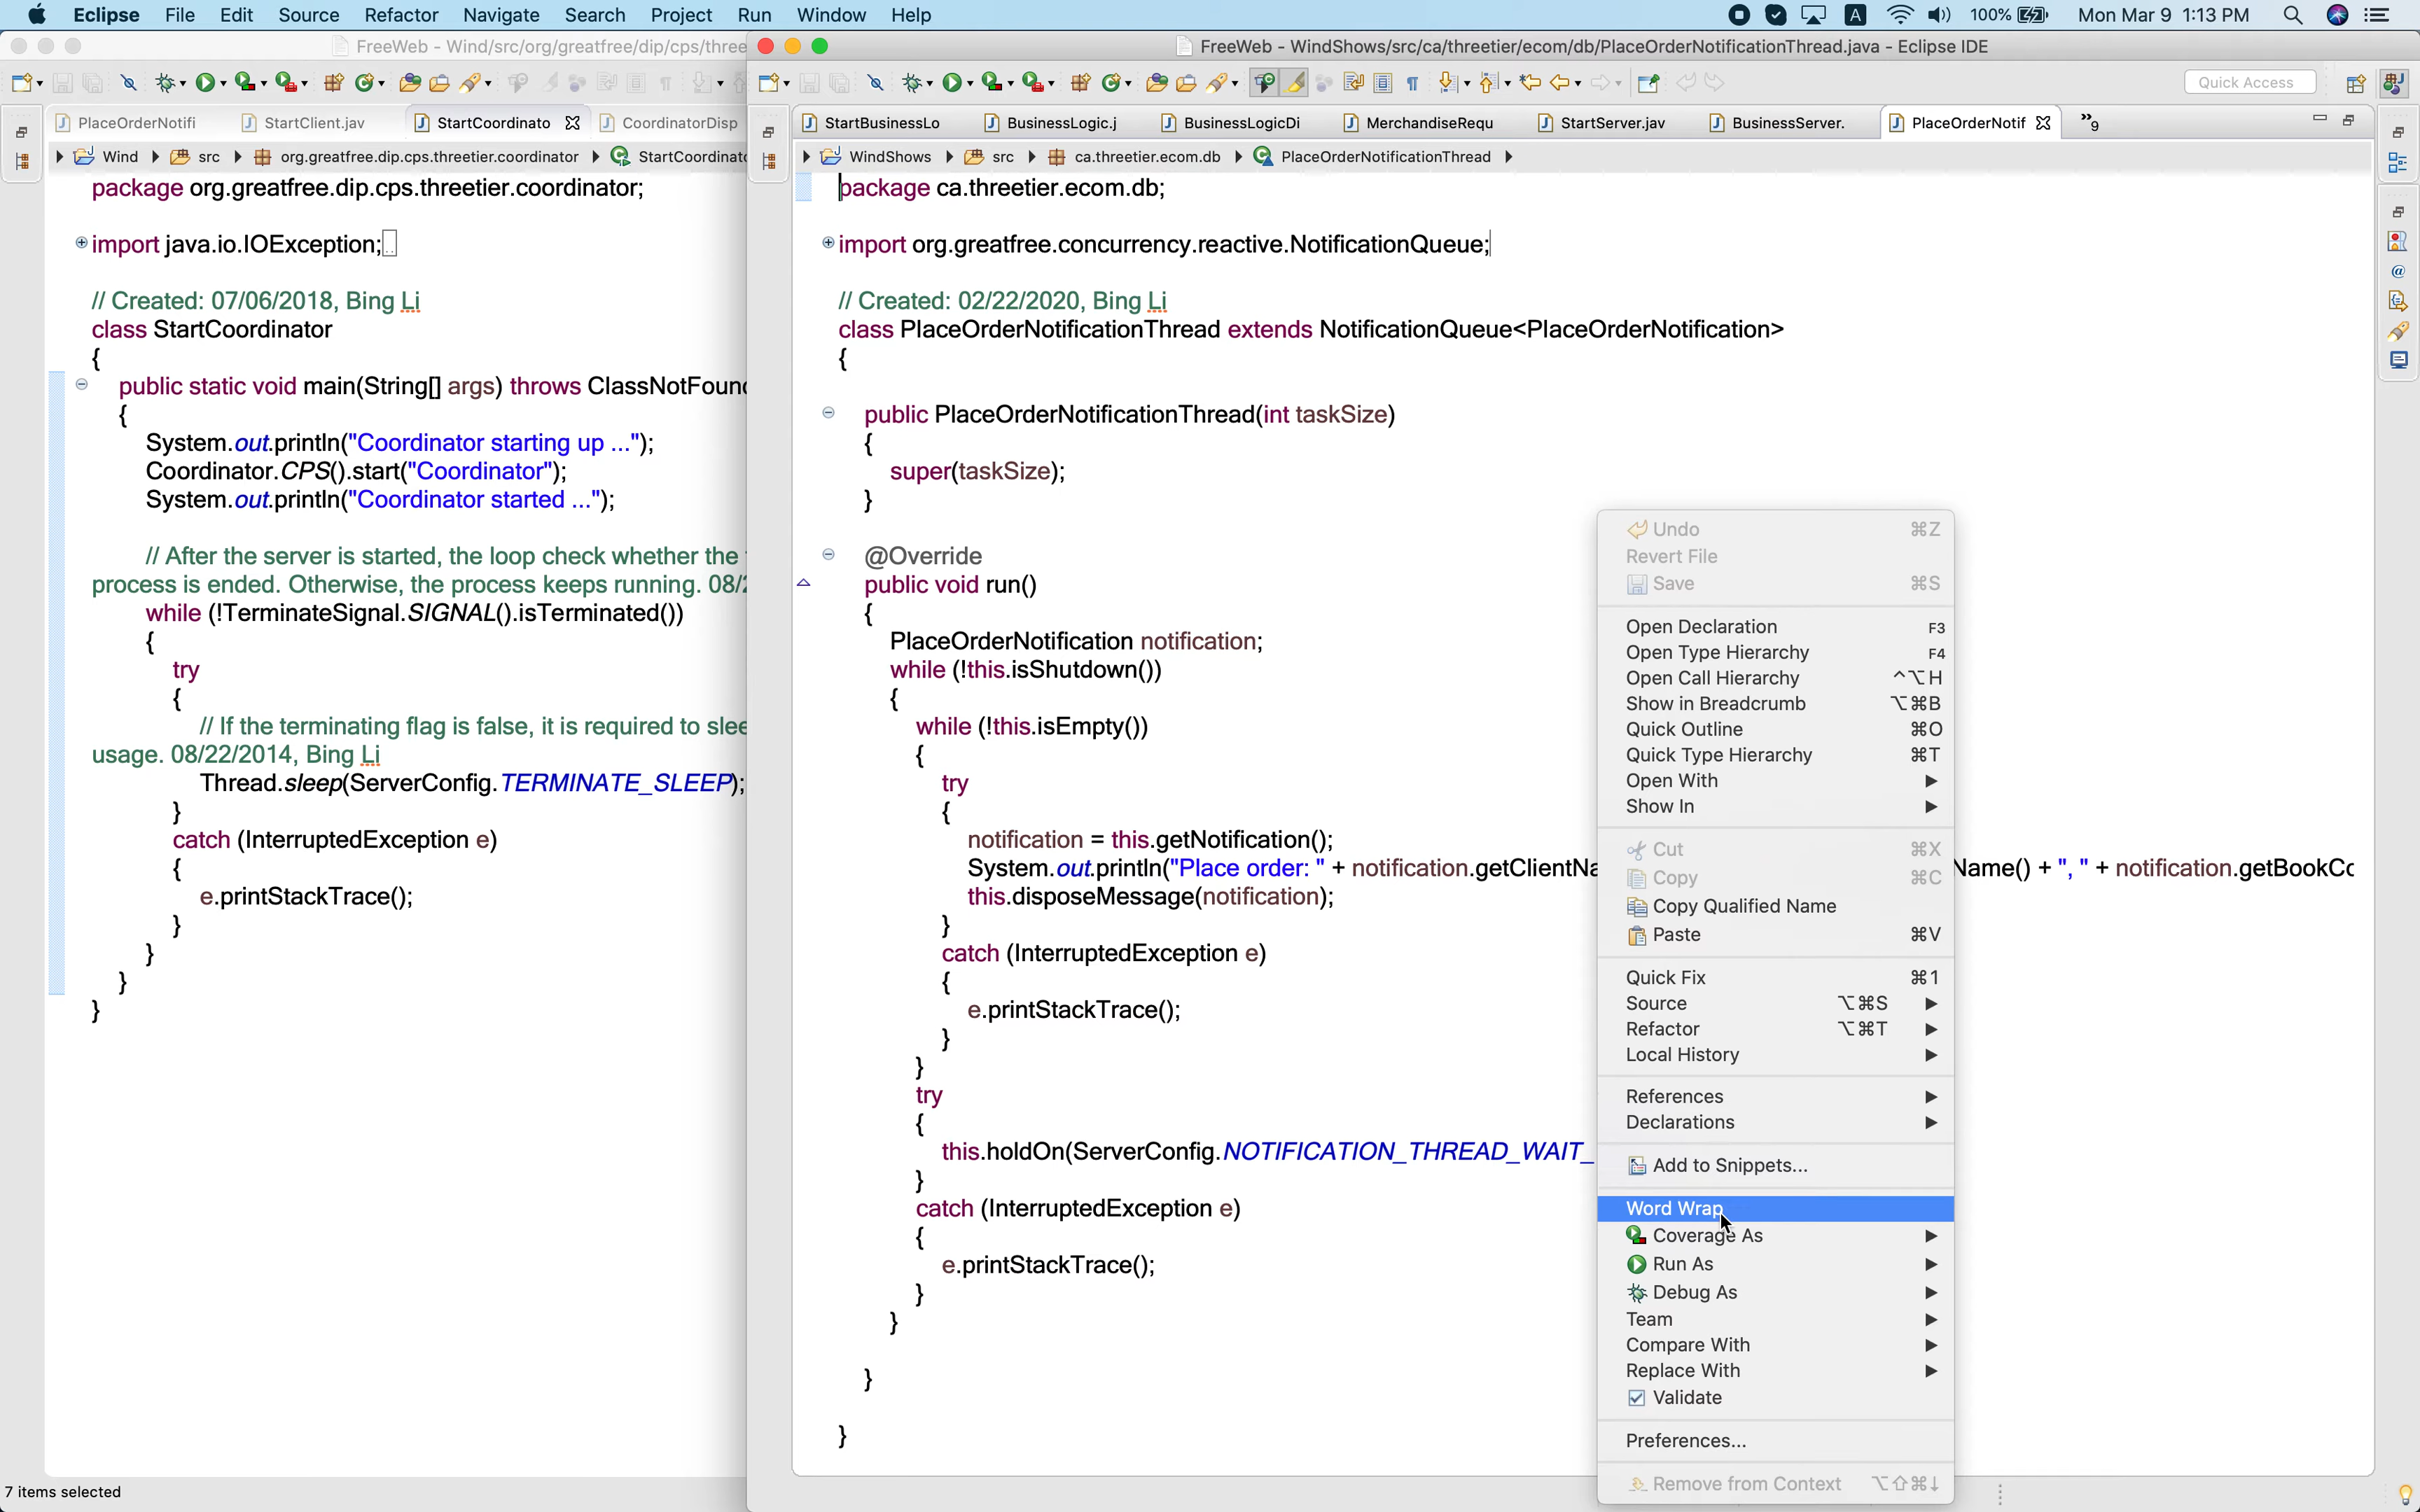 Eclipse File Edit Source Refactor Navigate Search Project Run Window Help
A 100% Mon Mar 9 1:13 PM
FreeWeb - Wind/src/org/greatfree/dip/cps/three
PlaceOrderNotifi StartClient.jav StartCoordinato CoordinatorDisp
Wind src org.greatfree.dip.cps.threetier.coordinator StartCoordinato
package org.greatfree.dip.cps.threetier.coordinator;
import java.io.IOException;
// Created: 07/06/2018, Bing Li
class StartCoordinator
{
public static void main(String[] args) throws ClassNotFound
{
System.out.println("Coordinator starting up ...");
Coordinator.CPS().start("Coordinator");
System.out.println("Coordinator started ...");
// After the server is started, the loop check whether the
process is ended. Otherwise, the process keeps running. 08/2
while (!TerminateSignal.SIGNAL().isTerminated())
{
try
{
// If the terminating flag is false, it is required to slee
usage. 08/22/2014, Bing Li
Thread.sleep(ServerConfig.TERMINATE_SLEEP);
}
catch (InterruptedException e)
{
e.printStackTrace();
}
}
}
}
7 items selected
FreeWeb - WindShows/src/ca/threetier/ecom/db/PlaceOrderNotificationThread.java - Eclipse IDE
Quick Access
StartBusinessLo BusinessLogic.j BusinessLogicDi MerchandiseRequ StartServer.jav BusinessServer. PlaceOrderNotif 9
WindShows src ca.threetier.ecom.db PlaceOrderNotificationThread
package ca.threetier.ecom.db;
import org.greatfree.concurrency.reactive.NotificationQueue;
// Created: 02/22/2020, Bing Li
class PlaceOrderNotificationThread extends NotificationQueue<PlaceOrderNotification>
{
public PlaceOrderNotificationThread(int taskSize)
{
super(taskSize);
}
@Override
public void run()
{
PlaceOrderNotification notification;
while (!this.isShutdown())
{
while (!this.isEmpty())
{
try
{
notification = this.getNotification();
System.out.println("Place order: " + notification.getClientNa Name() + ", " + notification.getBookCo
this.disposeMessage(notification);
}
catch (InterruptedException e)
{
e.printStackTrace();
}
}
try
{
this.holdOn(ServerConfig.NOTIFICATION_THREAD_WAIT_
}
catch (InterruptedException e)
{
e.printStackTrace();
}
}
}
}
Undo ⌘Z
Revert File
Save ⌘S
Open Declaration F3
Open Type Hierarchy F4
Open Call Hierarchy ^⌥H
Show in Breadcrumb ⌥⌘B
Quick Outline ⌘O
Quick Type Hierarchy ⌘T
Open With
Show In
Cut ⌘X
Copy ⌘C
Copy Qualified Name
Paste ⌘V
Quick Fix ⌘1
Source ⌥⌘S
Refactor ⌥⌘T
Local History
References
Declarations
Add to Snippets...
Word Wrap
Coverage As
Run As
Debug As
Team
Compare With
Replace With
Validate
Preferences...
Remove from Context ⌥⇧⌘↓